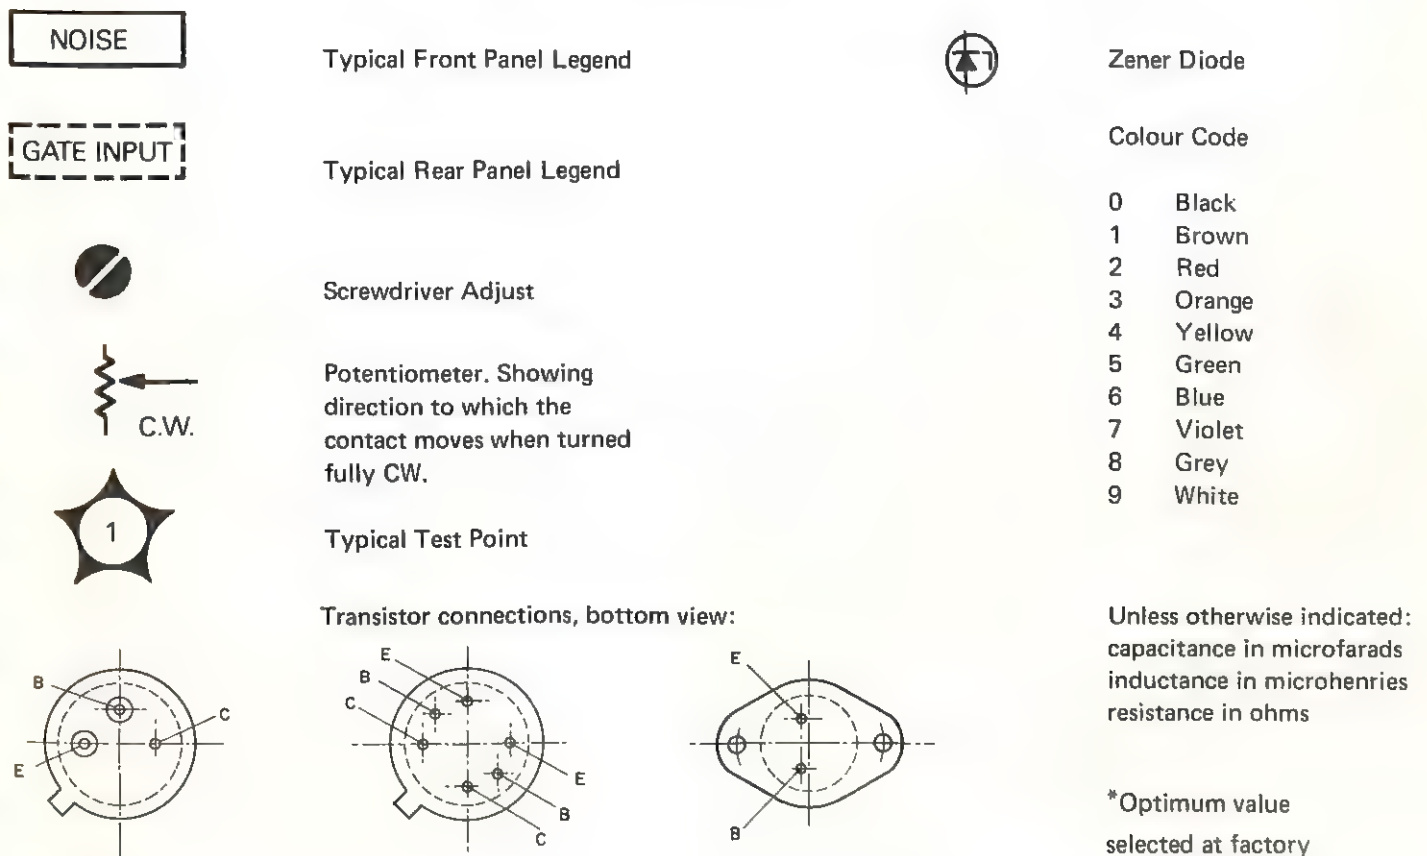 NOISE
Typical Front Panel Legend
GATE INPUT
Typical Rear Panel Legend
Screwdriver Adjust
C.W.
Potentiometer. Showing
direction to which the
contact moves when turned
fully CW.
1
Typical Test Point
Transistor connections, bottom view:
B
C
E
E
B
C
E
B
C
E
B
Zener Diode
Colour Code
0 Black
1 Brown
2 Red
3 Orange
4 Yellow
5 Green
6 Blue
7 Violet
8 Grey
9 White
Unless otherwise indicated:
capacitance in microfarads
inductance in microhenries
resistance in ohms
*Optimum value
selected at factory